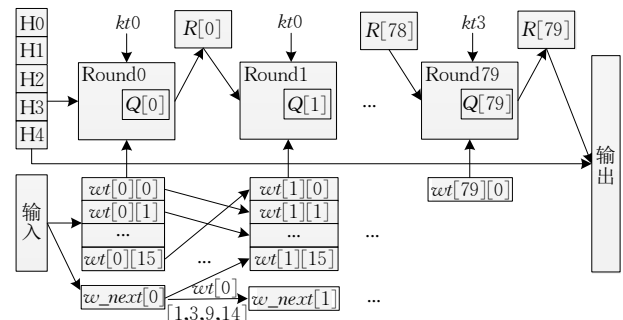 H0
H1
H2
H3
H4
kt0
R[0]
kt0
R[78]
kt3
R[79]
Round0
Q[0]
Round1
Q[1]
...
Round79
Q[79]
输出
输入
wt[0][0]
wt[0][1]
...
wt[0][15]
w_next[0]
...
wt[0]
[1,3,9,14]
wt[1][0]
wt[1][1]
...
wt[1][15]
w_next[1]
...
...
...
wt[79][0]